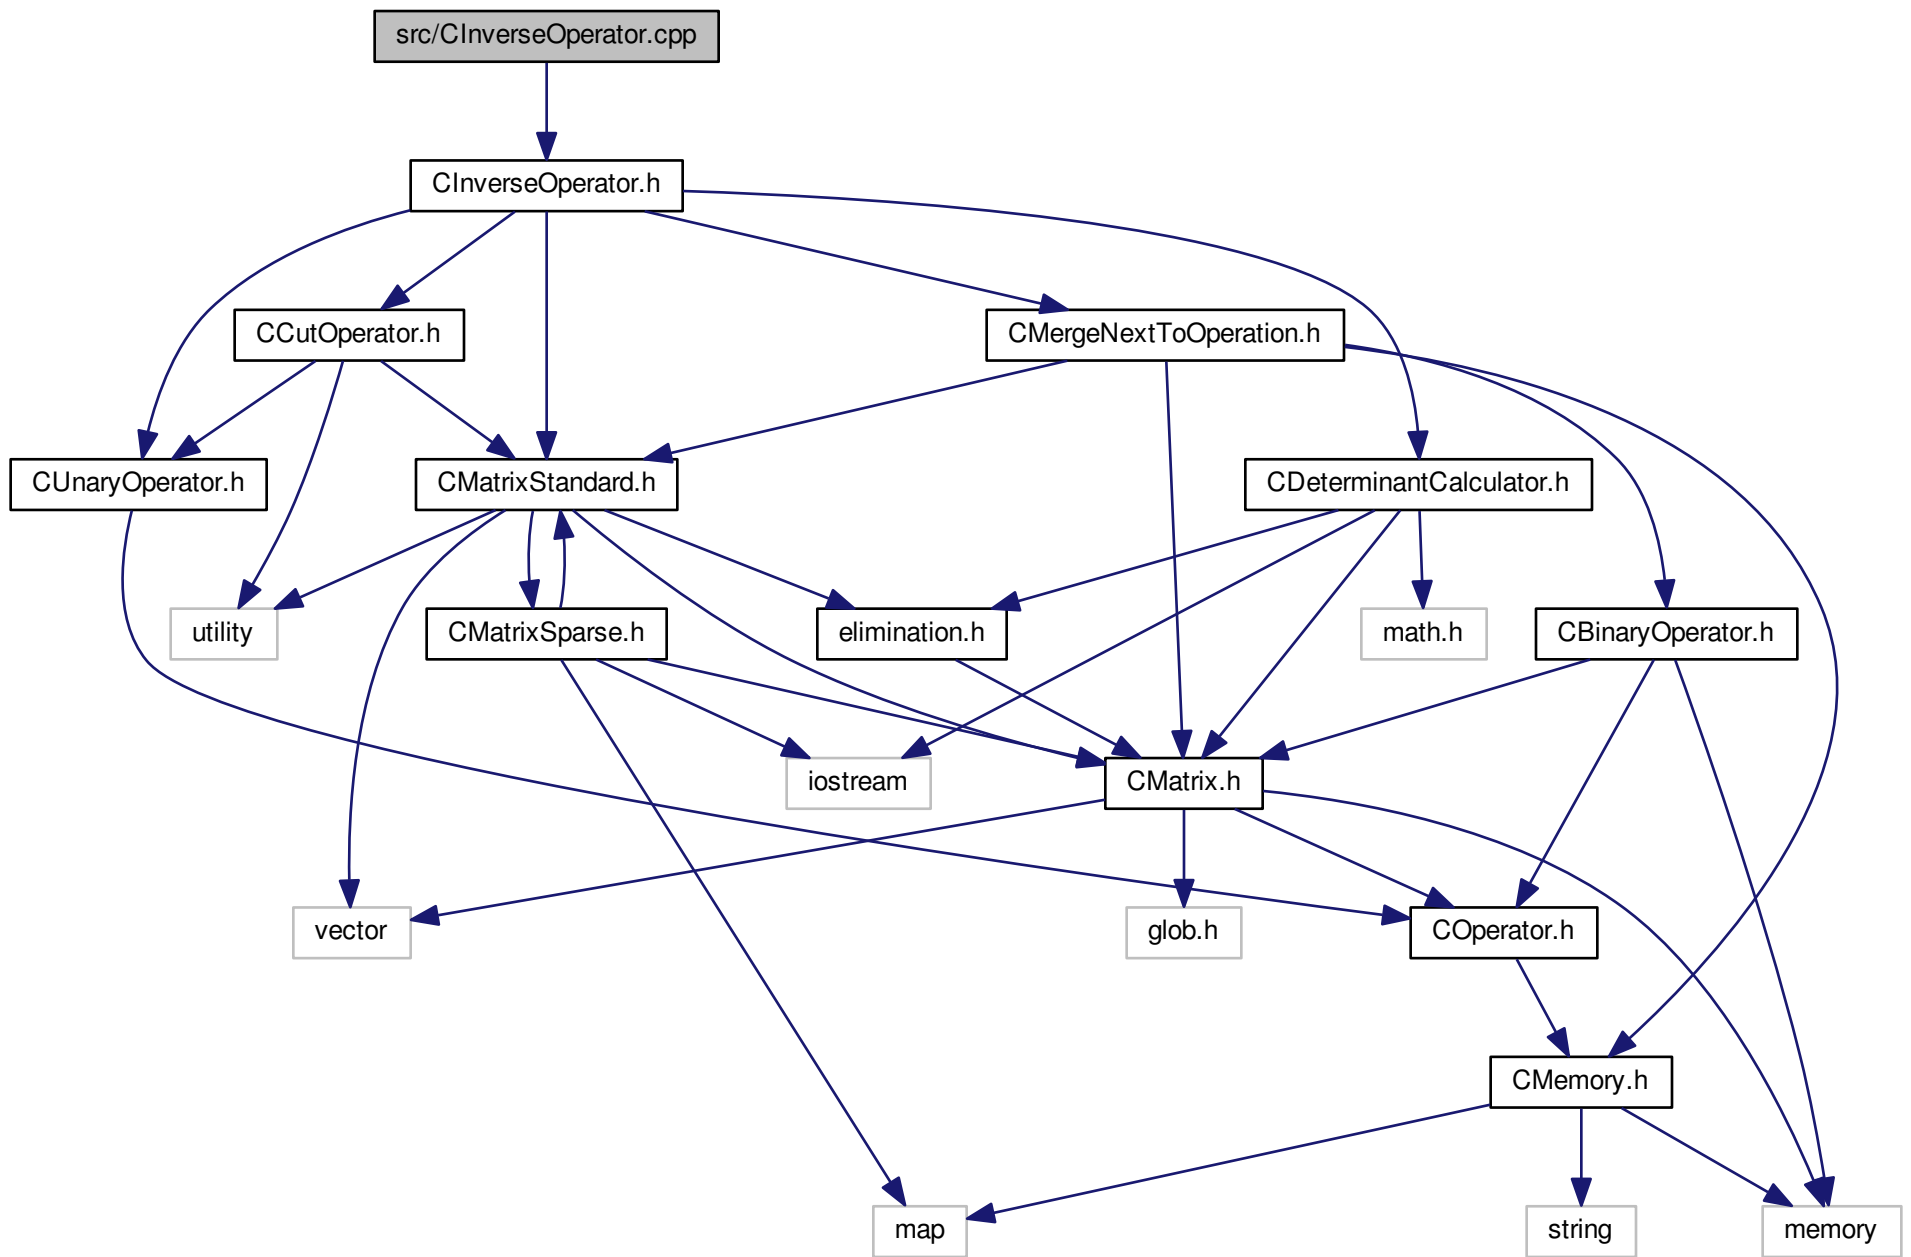 src/CInverseOperator.cpp
CInverseOperator.h
CCutOperator.h
CMergeNextToOperation.h
CUnaryOperator.h
CMatrixStandard.h
CDeterminantCalculator.h
utility
CMatrixSparse.h
elimination.h
math.h
CBinaryOperator.h
iostream
CMatrix.h
vector
glob.h
COperator.h
CMemory.h
map
string
memory